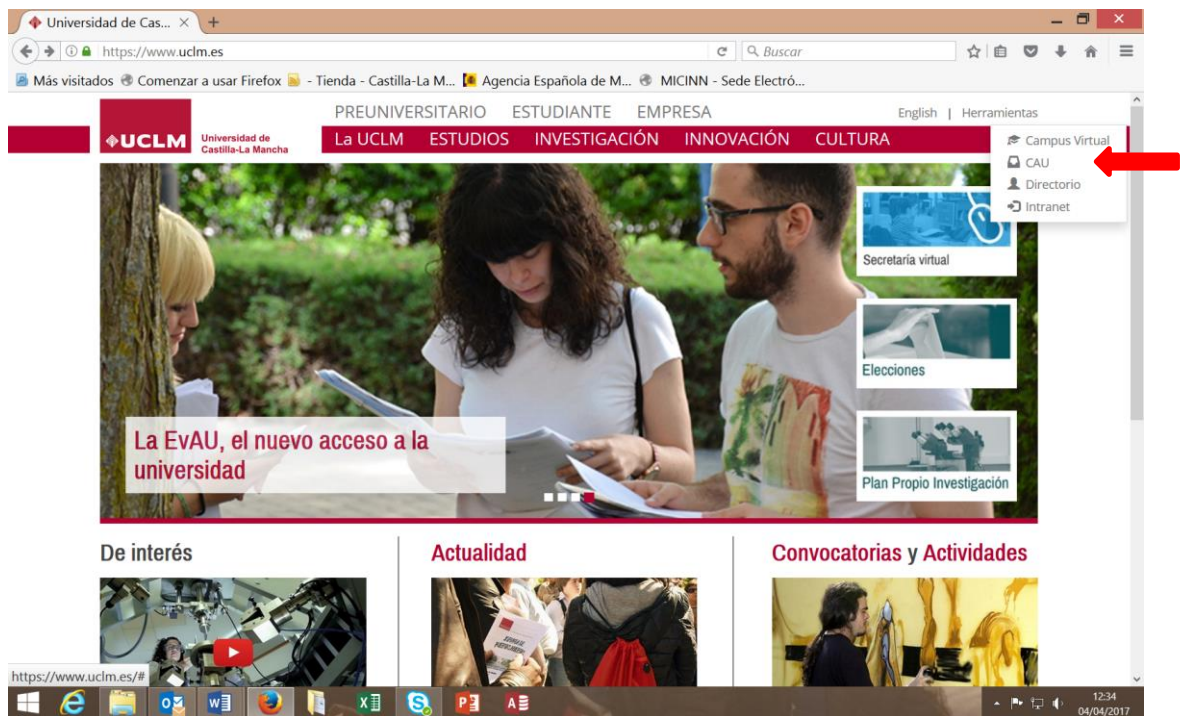 Universidad de Cas...
https://www.uclm.es
Buscar
Más visitados
Comenzar a usar Firefox
- Tienda - Castilla-La M...
Agencia Española de M...
MICINN - Sede Electró...
PREUNIVERSITARIO ESTUDIANTE EMPRESA
English | Herramientas
UCLM
Universidad de
Castilla-La Mancha
La UCLM ESTUDIOS INVESTIGACIÓN INNOVACIÓN CULTURA
Campus Virtual
CAU
Directorio
Intranet
Secretaría virtual
Elecciones
Plan Propio Investigación
La EvAU, el nuevo acceso a la
universidad
De interés
Actualidad
Convocatorias y Actividades
https://www.uclm.es/#
12:34
04/04/2017